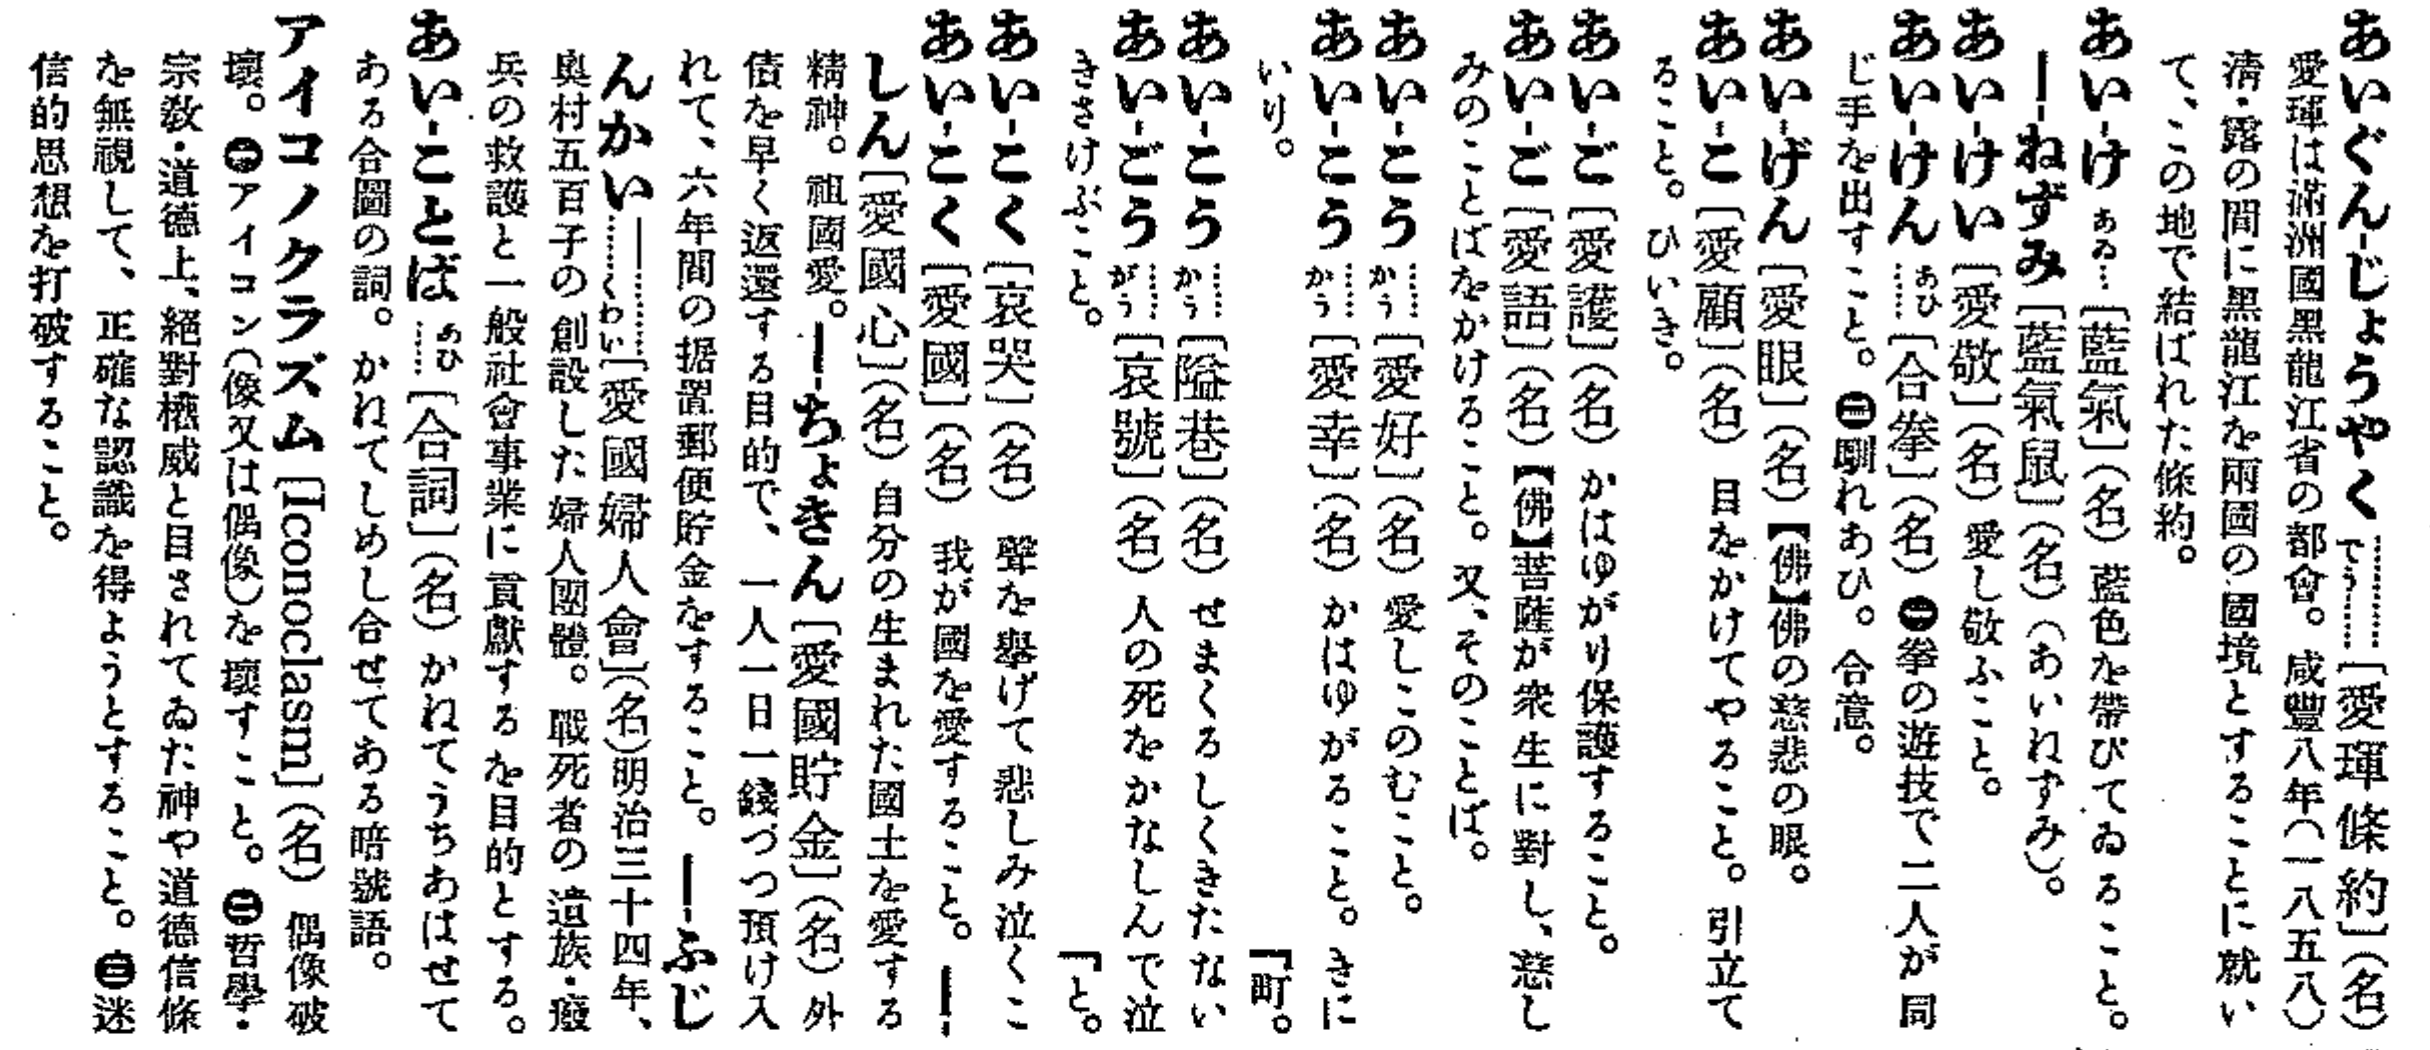 あいぐん-じょうやく でう [愛琿條約](名)
愛琿は滿洲國黑龍江省の都會。咸豐八年(一八五八)
淸・露の間に黑龍江を兩國の國境とすることに就い
て、この地で結ばれた條約。
あい-け あゐ… [藍氣](名) 藍色を帶びてゐること。
―-ねずみ [藍氣鼠](名) (あいねずみ)。
あい-けい [愛敬](名) 愛し敬ふこと。
あい-けん あひ…… [合拳](名) ㊀拳の遊技で二人が同
じ手を出すこと。㊁馴れあひ。合意。
あい-げん [愛眼](名)【佛】佛の慈悲の眼。
あい-こ [愛顧](名) 目をかけてやること。引立て
ること。ひいき。
あい-ご [愛護](名) かはゆがり保護すること。
あい-ご [愛語](名)【佛】菩薩が衆生に對し、慈し
みのことばをかけること。又、そのことば。
あい-こう ……かう [愛好](名) 愛しこのむこと。
あい-こう ……かう [愛幸](名) かはゆがること。きに
いり。 「町。
あい-こう ……かう [隘巷](名) せまくるしくきたない
あい-ごう ……がう [哀號](名) 人の死をかなしんで泣
きさけぶこと。 「と。
あい-こく [哀哭](名) 聲を擧げて悲しみ泣くこ
あい-こく [愛國](名) 我が國を愛すること。 ―-
しん [愛國心](名) 自分の生まれた國土を愛する
精神。祖國愛。 ―-ちょきん [愛國貯金](名) 外
債を早く返還する目的で、一人一日一錢づつ預け入
れて、六年間の据置郵便貯金をすること。 ―-ふじ
んかい ―……くわい [愛國婦人會](名) 明治三十四年、
奧村五百子の創設した婦人團體。戰死者の遺族・癈
兵の救護と一般社會事業に貢獻するを目的とする。
あい-ことば あひ…… [合詞](名) かねてうちあはせて
ある合圖の詞。かねてしめし合せてある暗號語。
アイコノクラズム [Iconoclasm](名) 偶像破
壞。㊀アイコン(像又は偶像)を壞すこと。㊁哲學・
宗敎・道德上、絕對權威と目されてゐた神や道德信條
を無視して、正確な認識を得ようとすること。㊂迷
信的思想を打破すること。